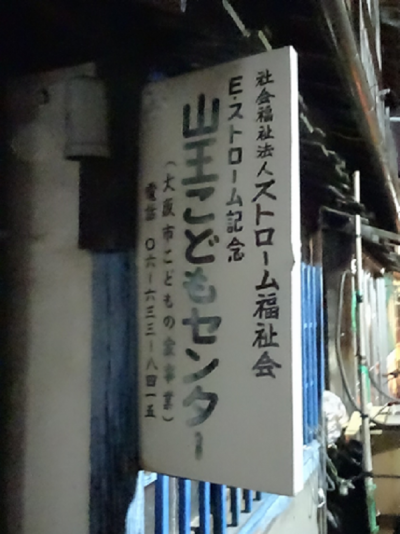 社会福祉法人ストローム福祉会
E・ストローム記念
山王こどもセンター
(大阪市こどもの家事業)
電話 〇六-六三三-八四一五